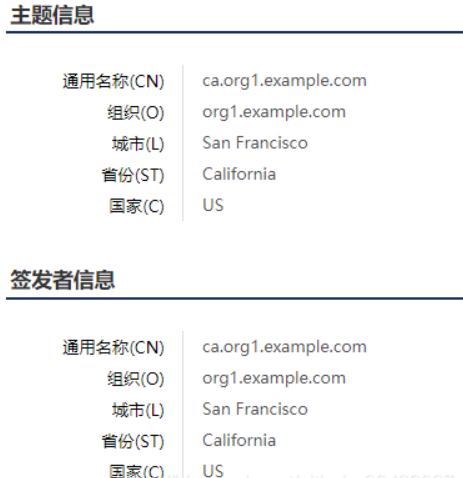 主题信息
通用名称(CN) ca.org1.example.com
组织(O) org1.example.com
城市(L) San Francisco
省份(ST) California
国家(C) US
签发者信息
通用名称(CN) ca.org1.example.com
组织(O) org1.example.com
城市(L) San Francisco
省份(ST) California
国家(C) US